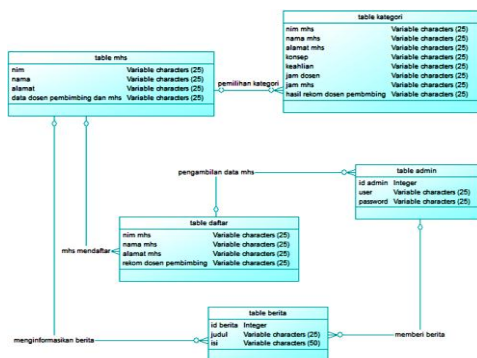 table kategori
nim mhs Variable characters (25)
nama mhs Variable characters (25)
alamat mhs Variable characters (25)
konsep Variable characters (25)
keahlian Variable characters (25)
jam dosen Variable characters (25)
jam mhs Variable characters (25)
hasil rekom dosen pembmbing Variable characters (25)
table mhs
nim Variable characters (25)
nama Variable characters (25)
alamat Variable characters (25)
data dosen pembimbing dan mhs Variable characters (25)
pemilihan kategori
pengambilan data mhs
table admin
id admin Integer
user Variable characters (25)
password Variable characters (25)
table daftar
nim mhs Variable characters (25)
nama mhs Variable characters (25)
alamat mhs Variable characters (25)
rekom dosen pembimbing Variable characters (25)
mhs mendaftar
table berita
id berita Integer
judul Variable characters (25)
isi Variable characters (50)
menginformasikan berita
memberi berita